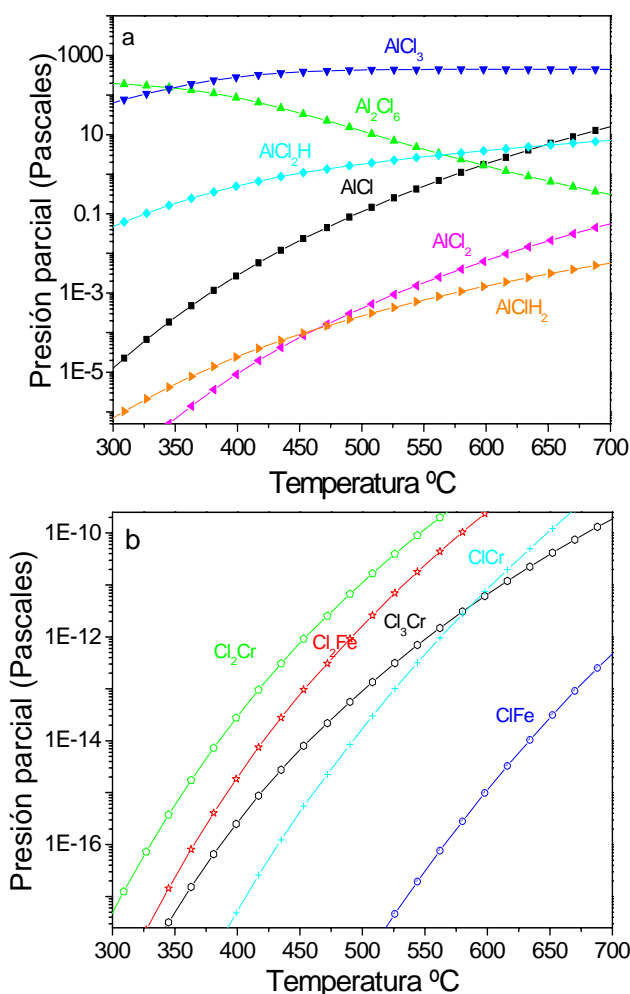 a
AlCl3
Al2Cl6
AlCl2H
AlCl
AlCl2
AlClH2
Presión parcial (Pascales)
1000
10
0.1
1E-3
1E-5
300 350 400 450 500 550 600 650 700
Temperatura ºC
b
ClCr
Cl3Cr
Cl2Cr
Cl2Fe
ClFe
Presión parcial (Pascales)
1E-10
1E-12
1E-14
1E-16
300 350 400 450 500 550 600 650 700
Temperatura ºC